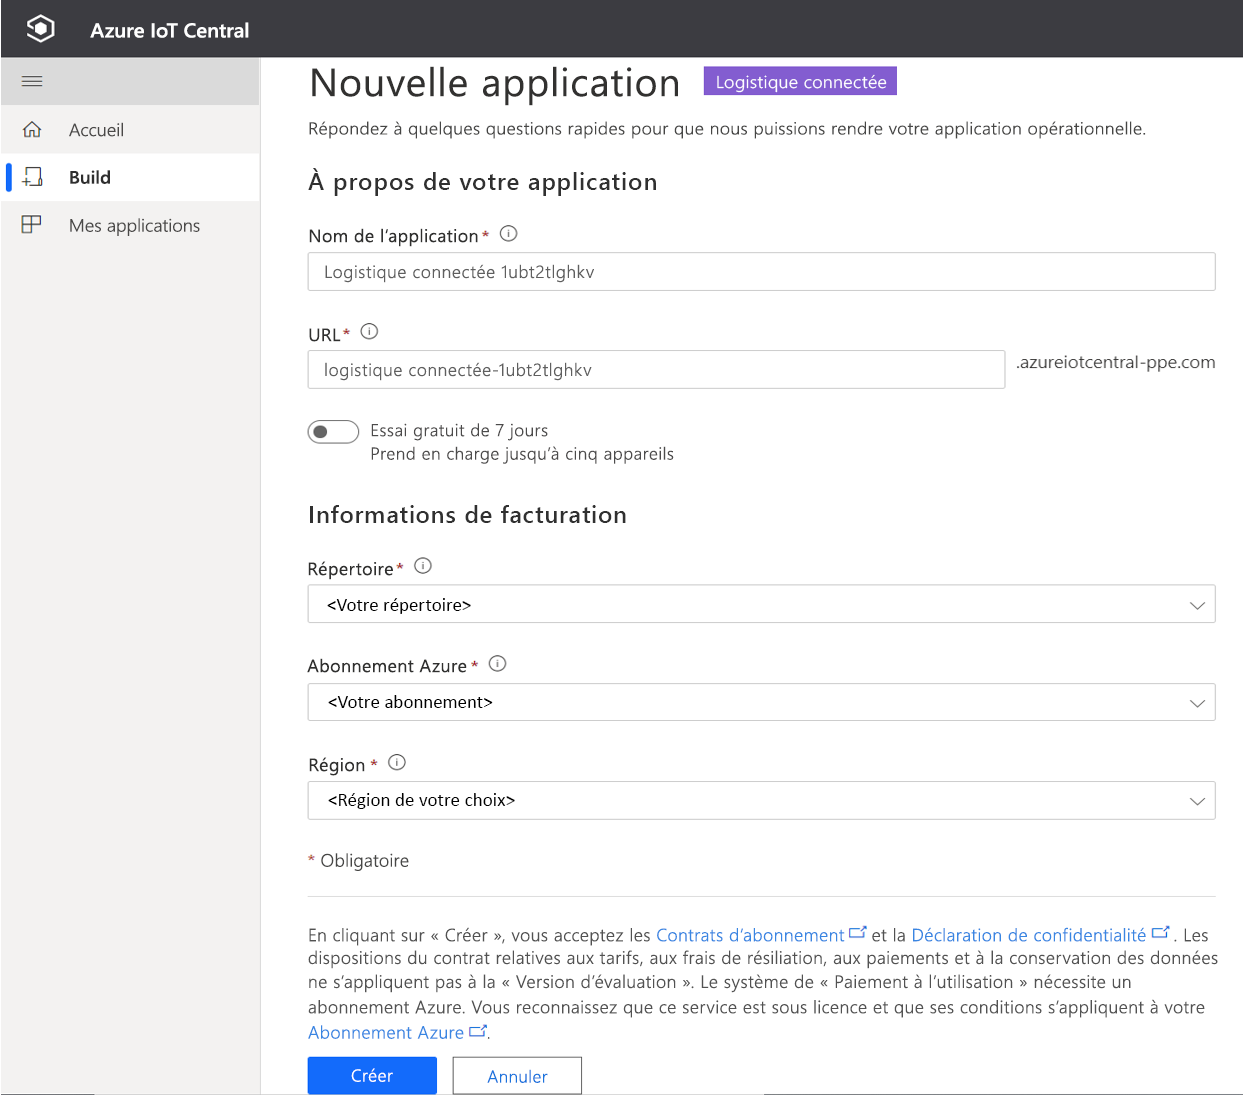 Azure IoT Central
Accueil
Build
Mes applications
Nouvelle application
Logistique connectée
Répondez à quelques questions rapides pour que nous puissions rendre votre application opérationnelle.
À propos de votre application
Nom de l'application*
Logistique connectée 1ubt2tlghkv
URL*
logistique connectée-1ubt2tlghkv
.azureiotcentral-ppe.com
Essai gratuit de 7 jours
Prend en charge jusqu'à cinq appareils
Informations de facturation
Répertoire*
<Votre répertoire>
Abonnement Azure*
<Votre abonnement>
Région *
<Région de votre choix>
* Obligatoire
En cliquant sur « Créer », vous acceptez les Contrats d'abonnement et la Déclaration de confidentialité. Les
dispositions du contrat relatives aux tarifs, aux frais de résiliation, aux paiements et à la conservation des données
ne s'appliquent pas à la « Version d'évaluation ». Le système de « Paiement à l'utilisation » nécessite un
abonnement Azure. Vous reconnaissez que ce service est sous licence et que ses conditions s'appliquent à votre
Abonnement Azure.
Créer
Annuler